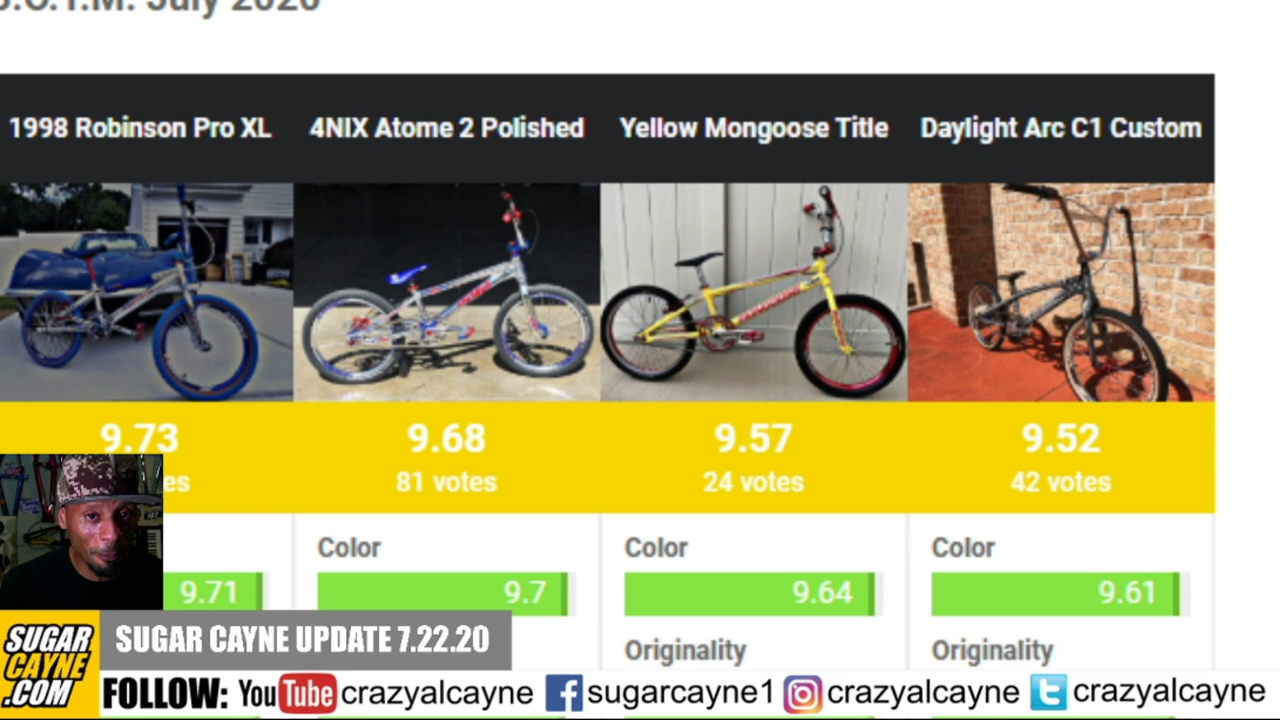 B.O.T.M. July 2020
1998 Robinson Pro XL
4NIX Atome 2 Polished
Yellow Mongoose Title
Daylight Arc C1 Custom
9.73
9.68
9.57
9.52
81 votes
24 votes
42 votes
Color
Color
Color
9.71
9.7
9.64
9.61
Originality
Originality
SUGAR CAYNE UPDATE 7.22.20
SUGAR
CAYNE
.COM
FOLLOW: YouTube crazyalcayne sugarcayne1 crazyalcayne crazyalcayne